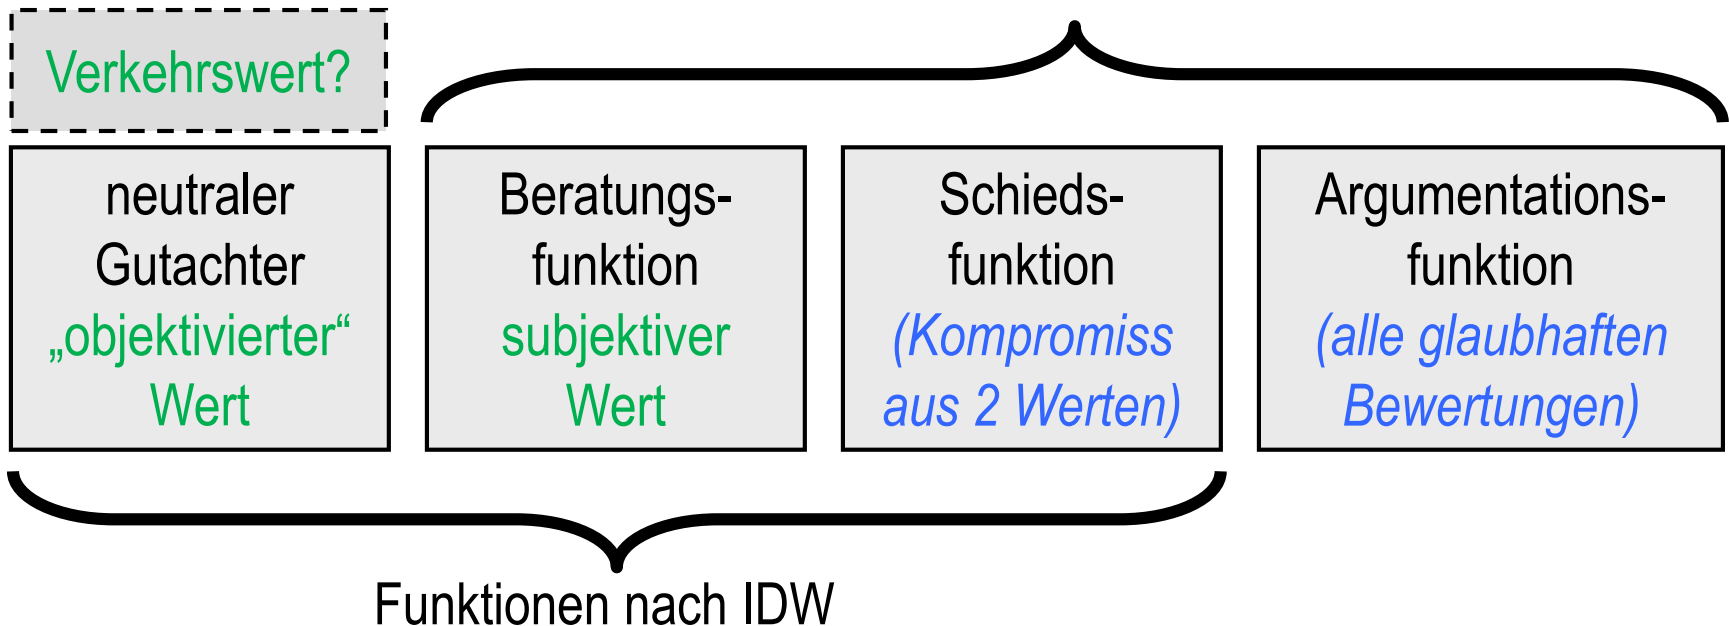 Verkehrswert?
neutraler
Gutachter
„objektivierter“
Wert
Beratungs-
funktion
subjektiver
Wert
Schieds-
funktion
(Kompromiss
aus 2 Werten)
Argumentations-
funktion
(alle glaubhaften
Bewertungen)
Funktionen nach IDW